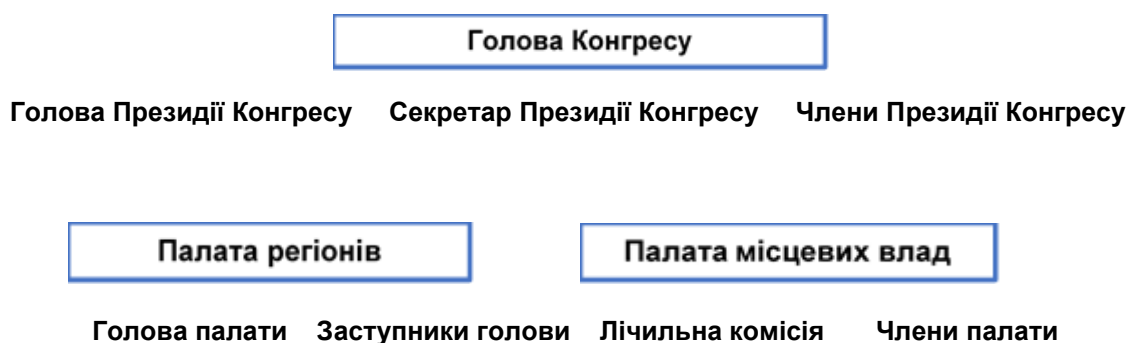 Голова Конгресу
Голова Президії Конгресу Секретар Президії Конгресу Члени Президії Конгресу
Палата регіонів Палата місцевих влад
Голова палати Заступники голови Лічильна комісія Члени палати